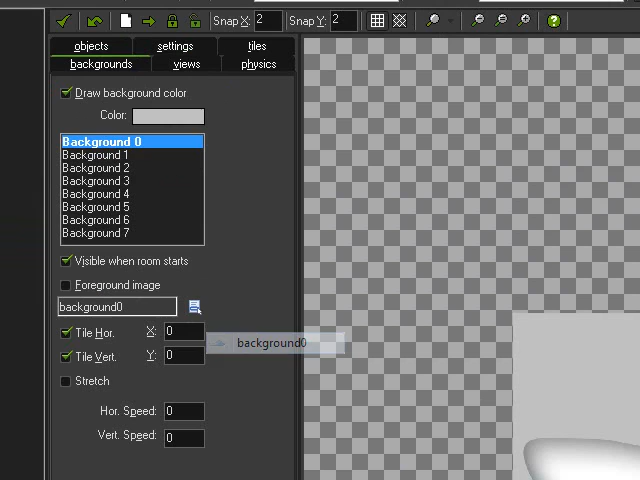 Snap X: 2 Snap Y: 2
objects settings tiles
backgrounds views physics
Draw background color
Color:
Background 0
Background 1
Background 2
Background 3
Background 4
Background 5
Background 6
Background 7
Visible when room starts
Foreground image
background0
Tile Hor. X: 0
background0
Tile Vert. Y: 0
Stretch
Hor. Speed: 0
Vert. Speed: 0